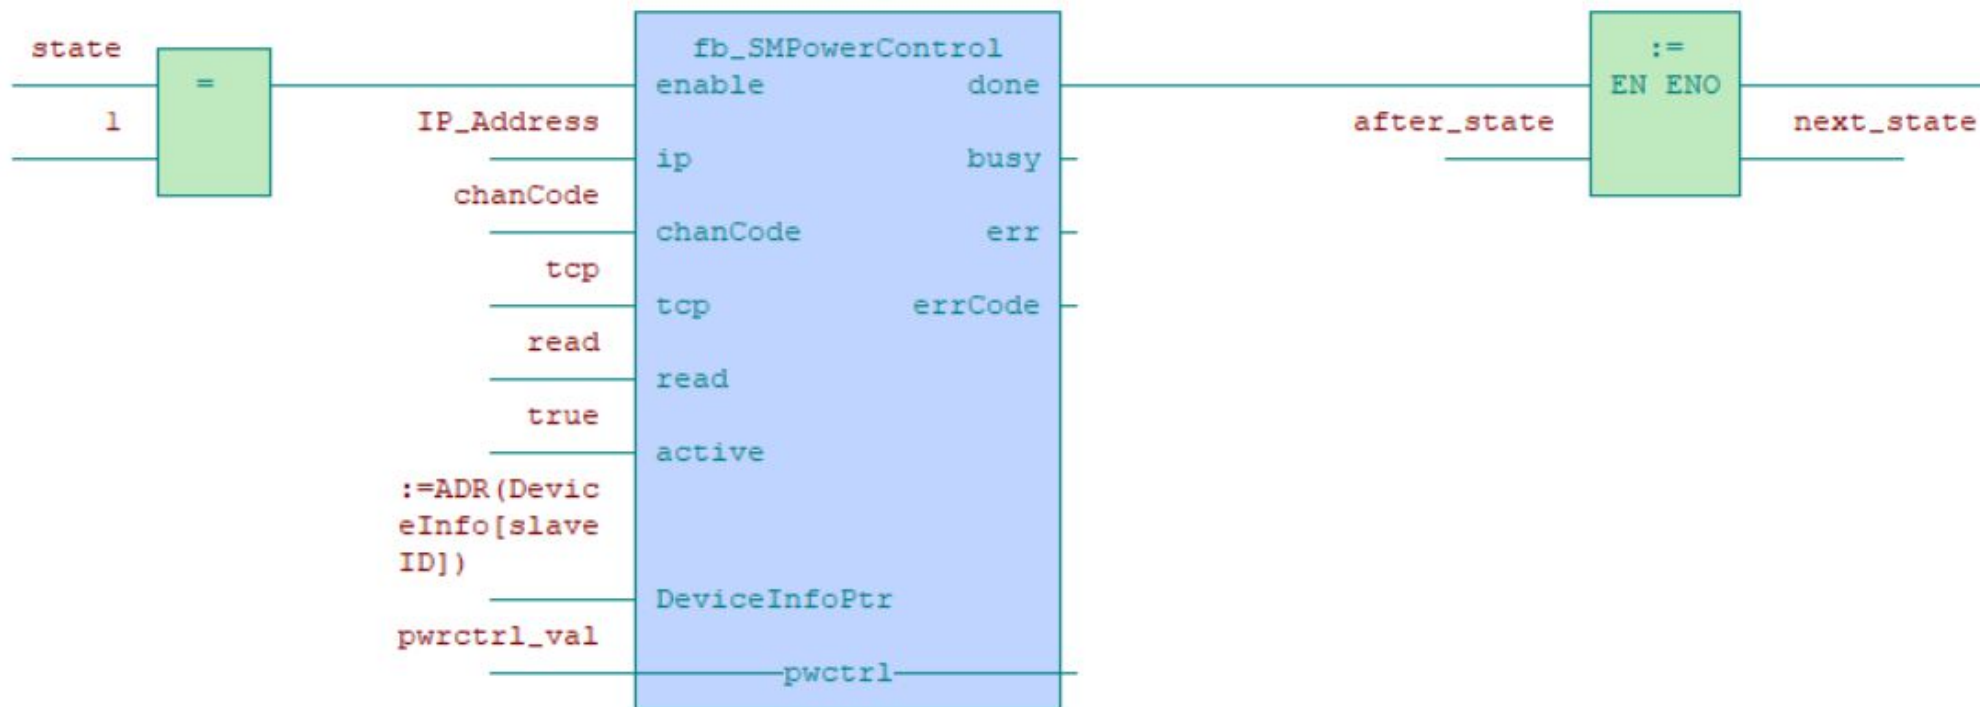 state
=
1
fb_SMPowerControl
enable done
IP_Address
ip busy
chanCode
chanCode err
tcp
tcp errCode
read
read
true
active
:=ADR(Devic
eInfo[slave
ID])
DeviceInfoPtr
pwrctrl_val
pwctrl
:=
EN ENO
after_state
next_state